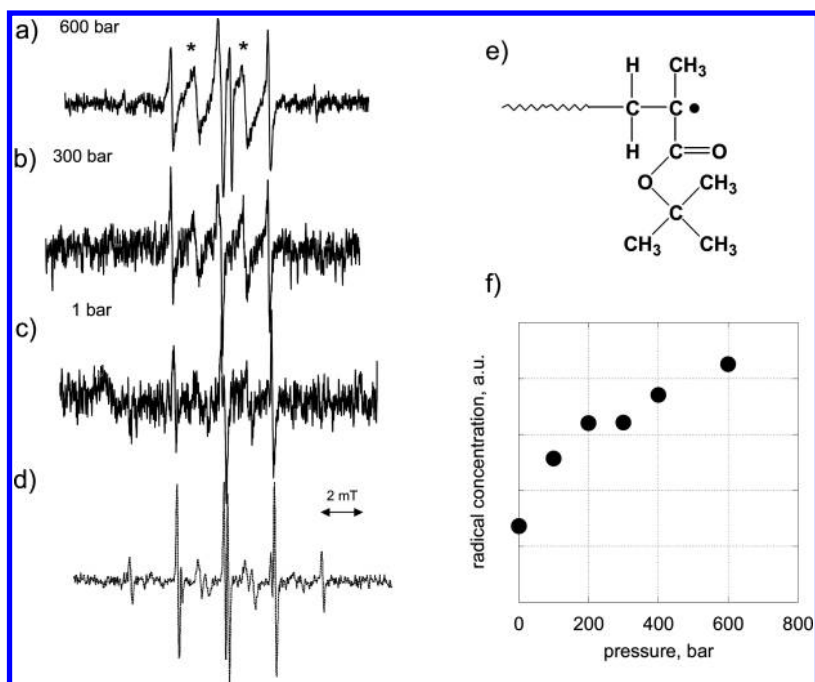 a)
600 bar
*
*
b)
300 bar
1 bar
c)
d)
2 mT
e)
H
CH3
C
C
H
C
O
O
C
CH3
CH3
CH3
f)
radical concentration, a.u.
0
200
400
600
800
pressure, bar